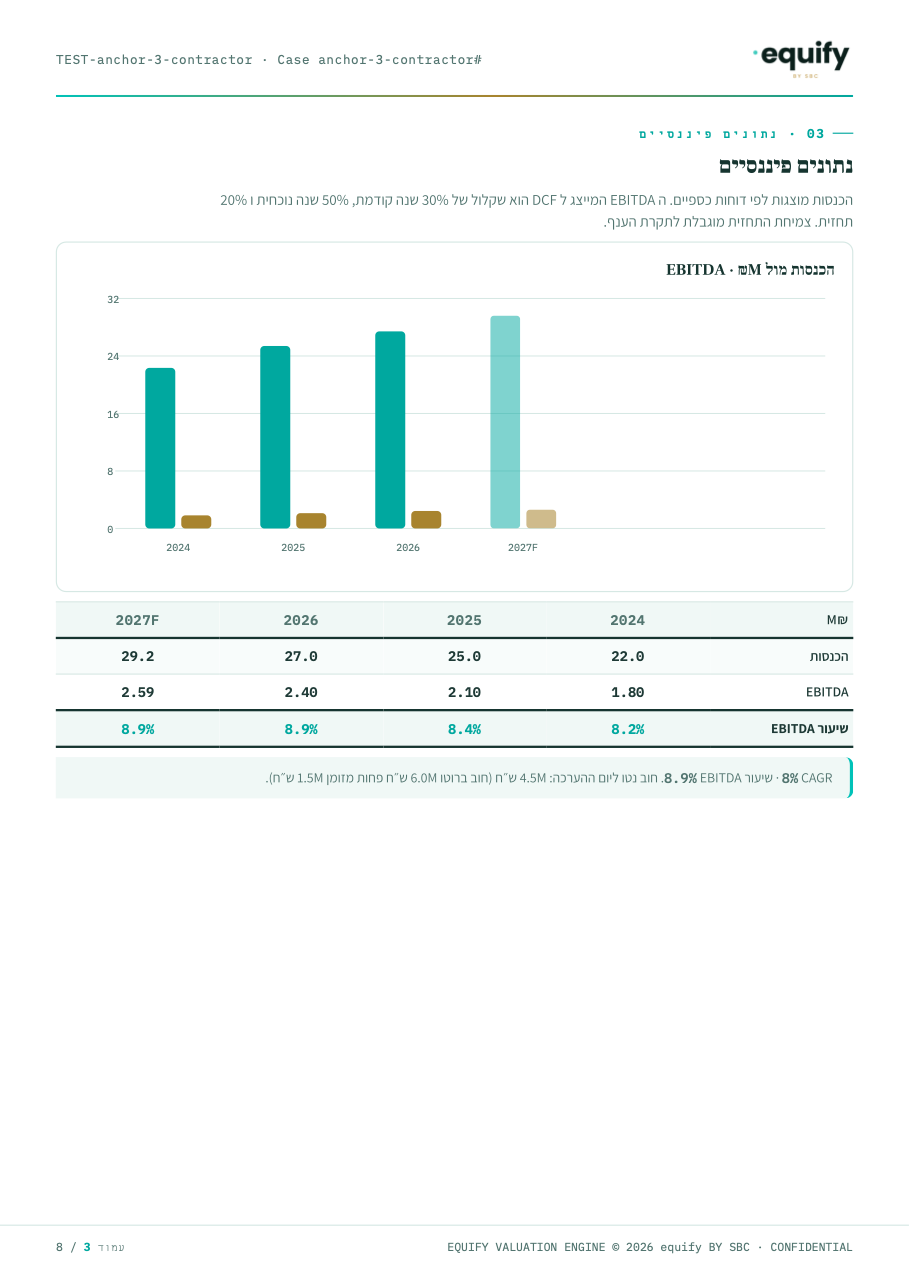 TEST-anchor-3-contractor · Case anchor-3-contractor#
equify
BY SBC
03 · נתונים פיננסיים
נתונים פיננסיים
הכנסות מוצגות לפי דוחות כספיים. ה EBITDA המייצג ל DCF הוא שקלול של 30% שנה קודמת, 50% שנה נוכחית ו 20%
תחזית. צמיחת התחזית מוגבלת לתקרת הענף.
הכנסות מול EBITDA · ₪M
32
24
16
8
0
2024 2025 2026 2027F
₪M 2024 2025 2026 2027F
הכנסות 22.0 25.0 27.0 29.2
EBITDA 1.80 2.10 2.40 2.59
שיעור EBITDA 8.2% 8.4% 8.9% 8.9%
CAGR 8% · שיעור EBITDA 8.9%. חוב נטו ליום ההערכה: 4.5M ש״ח (חוב ברוטו 6.0M ש״ח פחות מזומן 1.5M ש״ח).
EQUIFY VALUATION ENGINE © 2026 equify BY SBC · CONFIDENTIAL
עמוד 3 / 8